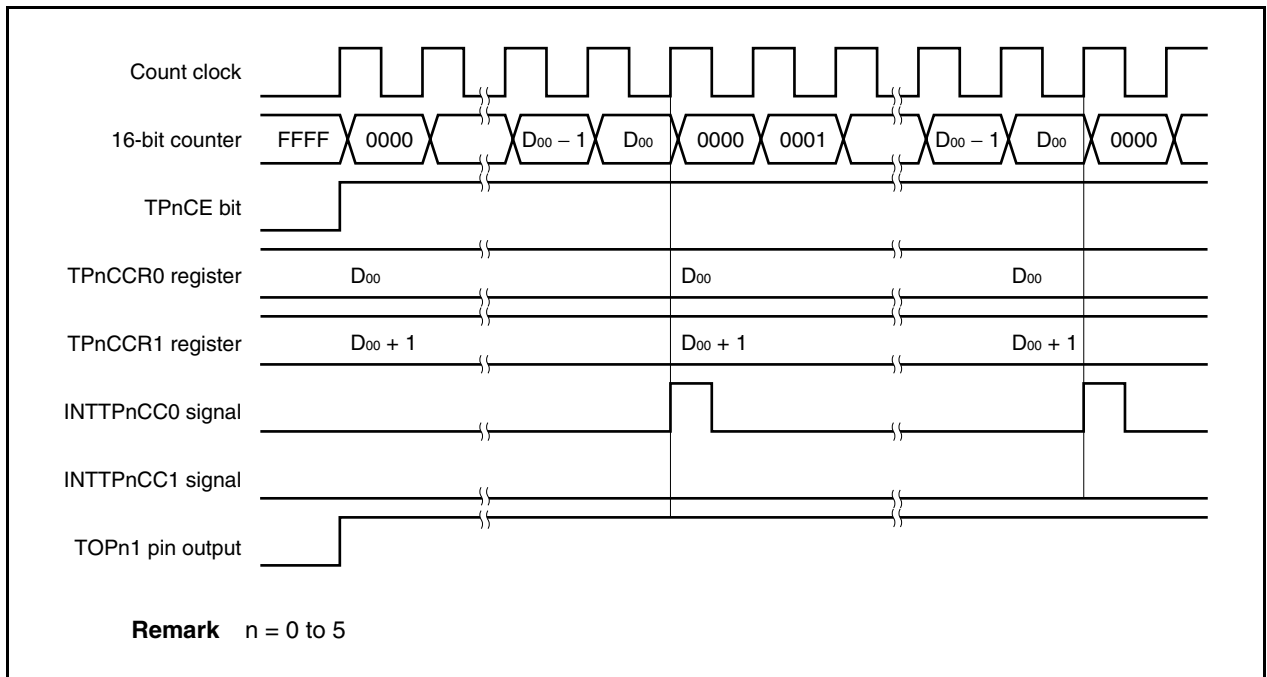 Count clock
16-bit counter FFFF 0000 D00 – 1 D00 0000 0001 D00 – 1 D00 0000
TPnCE bit
TPnCCR0 register D00 D00 D00
TPnCCR1 register D00 + 1 D00 + 1 D00 + 1
INTTPnCC0 signal
INTTPnCC1 signal
TOPn1 pin output
Remark n = 0 to 5